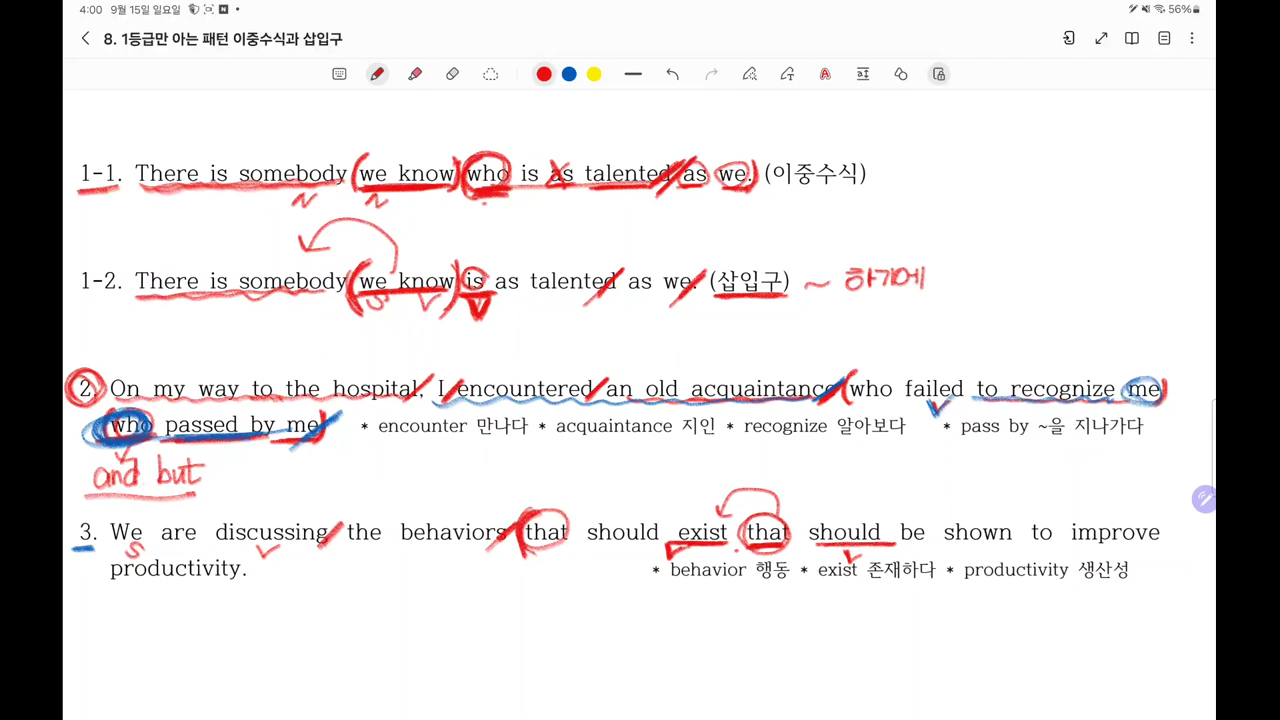 4:00 9월 15일 일요일 56%
8. 1등급만 아는 패턴 이중수식과 삽입구
1-1. There is somebody (we know) who is as talented as we. (이중수식)
N N
1-2. There is somebody (we know) is as talented as we. (삽입구) ~ 하기에
S V V
2. On my way to the hospital, I encountered an old acquaintance who failed to recognize me
who passed by me. * encounter 만나다 * acquaintance 지인 * recognize 알아보다 * pass by ~을 지나가다
and but
3. We are discussing the behaviors that should exist that should be shown to improve
S V
productivity. * behavior 행동 * exist 존재하다 * productivity 생산성